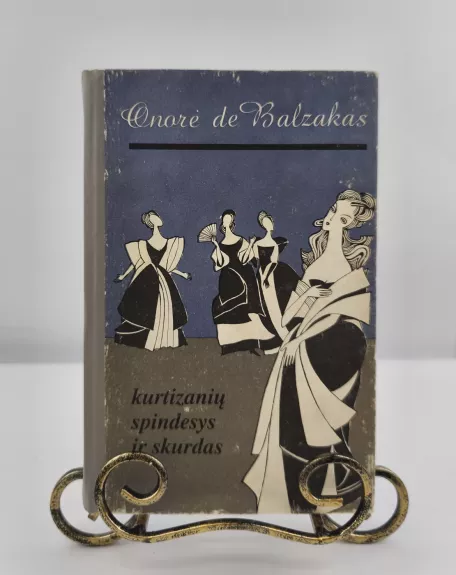 Onorė de Balzakas
kurtizanių
spindesys
ir skurdas